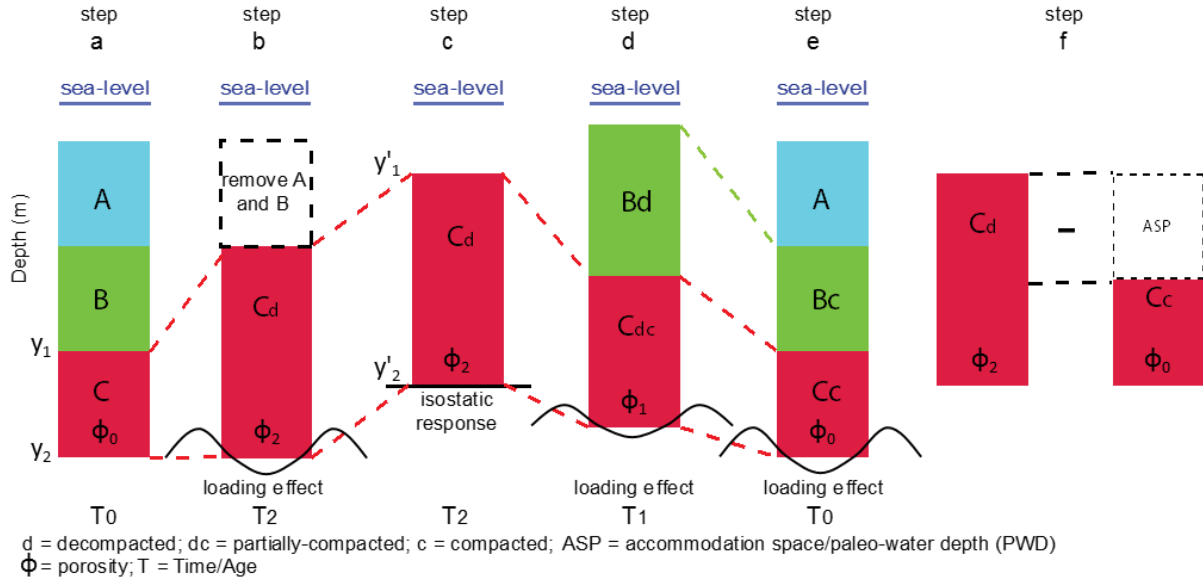 step step step step step step
a b c d e f
sea-level sea-level sea-level sea-level sea-level
Depth (m)
A
B
C
ϕ0
y1
y2
T0
remove A
and B
Cd
ϕ2
loading effect
T2
y'1
Cd
ϕ2
y'2
isostatic
response
T2
Bd
Cdc
ϕ1
loading effect
T1
A
Bc
Cc
ϕ0
loading effect
T0
Cd
ϕ2
-
ASP
Cc
ϕ0
d = decompacted; dc = partially-compacted; c = compacted; ASP = accommodation space/paleo-water depth (PWD)
ϕ = porosity; T = Time/Age